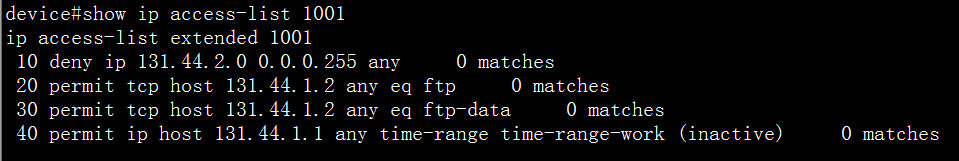 device#show ip access-list 1001
ip access-list extended 1001
10 deny ip 131.44.2.0 0.0.0.255 any 0 matches
20 permit tcp host 131.44.1.2 any eq ftp 0 matches
30 permit tcp host 131.44.1.2 any eq ftp-data 0 matches
40 permit ip host 131.44.1.1 any time-range time-range-work (inactive) 0 matches